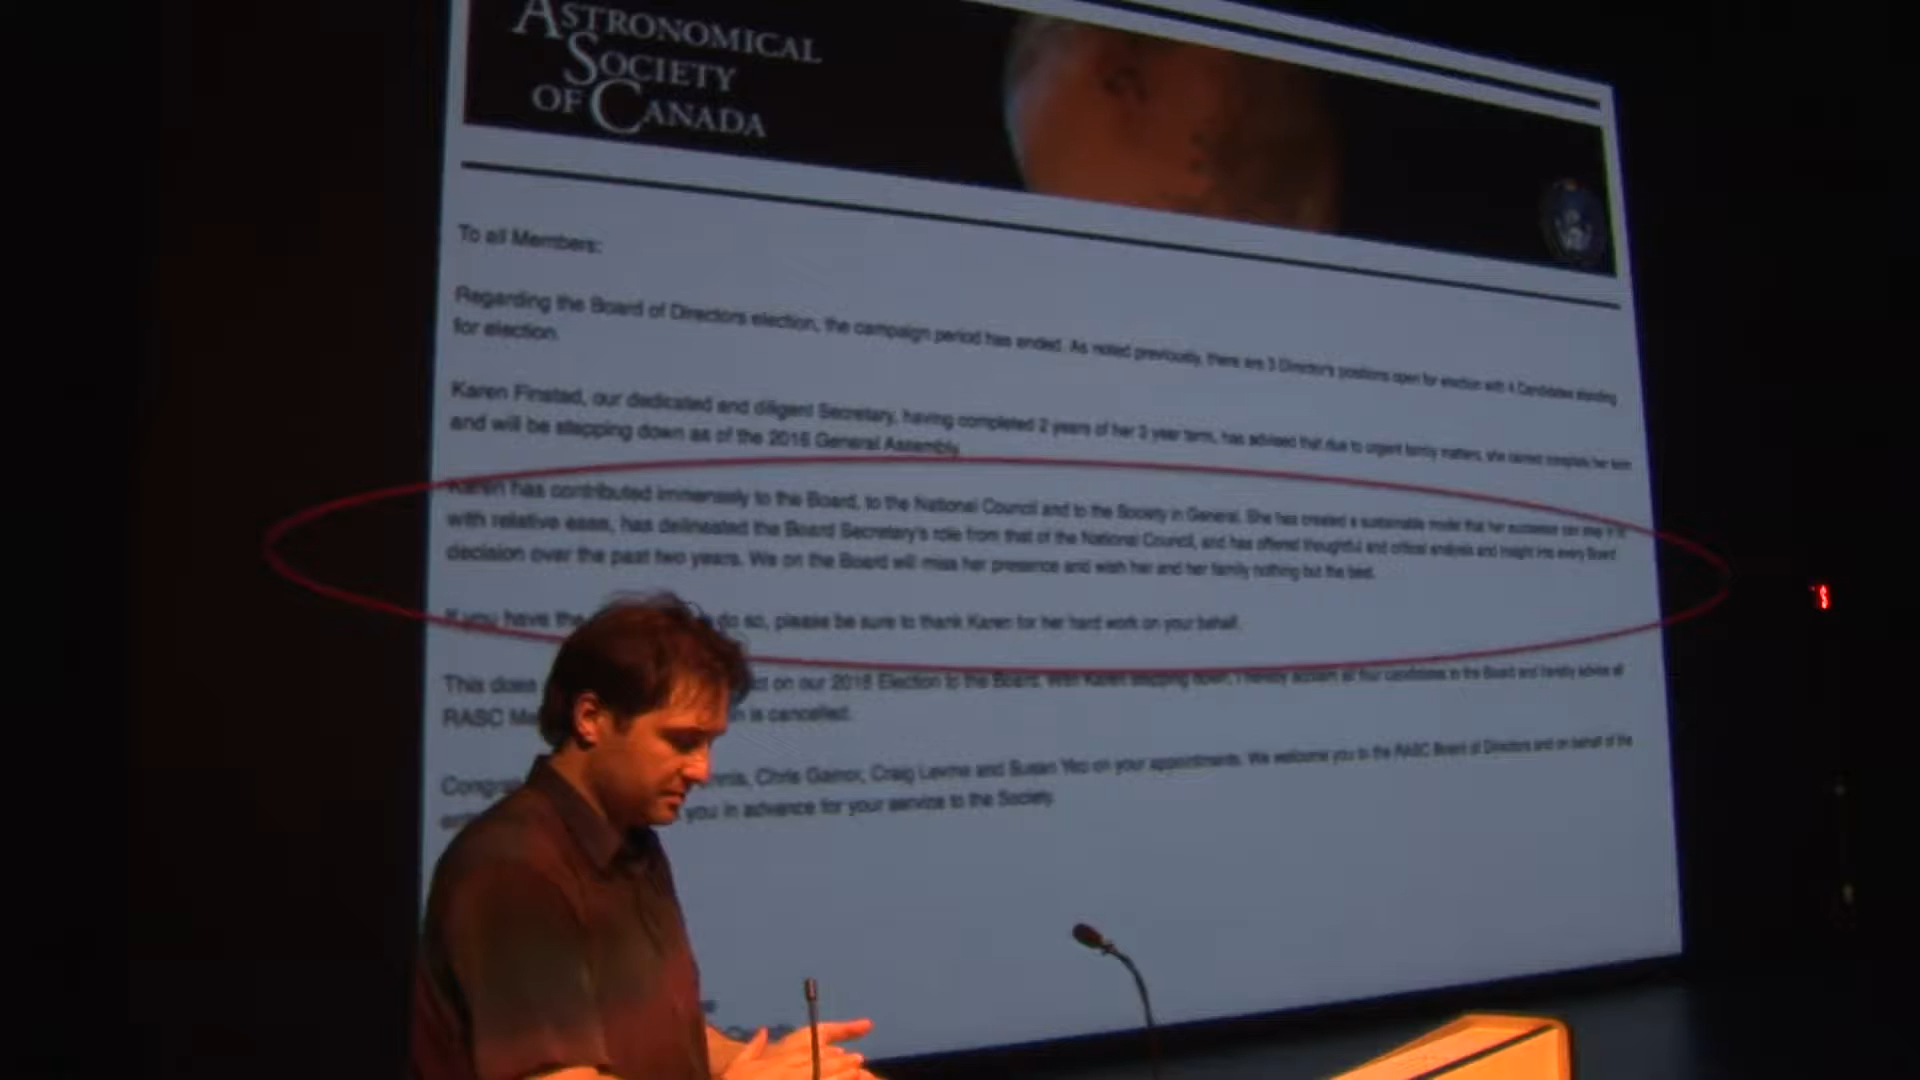 ASTRONOMICAL
SOCIETY
OF CANADA
To all Members:
Regarding the Board of Directors election, the campaign period has ended. As noted previously, there are 3 Director's positions open for election with 4 Candidates standing
for election.
Karen Finstad, our dedicated and diligent Secretary, having completed 2 years of her 3 year term, has advised that due to urgent family matters, she cannot complete her term
and will be stepping down as of the 2016 General Assembly.
Karen has contributed immensely to the Board, to the National Council and to the Society in General. She has created a sustainable model that her successor can step into
with relative ease, has delineated the Board Secretary's role from that of the National Council, and has offered thoughtful and critical analysis and insight into every Board
decision over the past two years. We on the Board will miss her presence and wish her and her family nothing but the best.
If you have the do so, please be sure to thank Karen for her hard work on your behalf.
This does on our 2016 Election to the Board. With Karen stepping down, I hereby acclaim all four candidates to the Board and hereby advise all
RASC is cancelled.
Chris Gainor, Craig Levine and Susan Yeo on your appointments. We welcome you to the RASC Board of Directors and on behalf of the
you in advance for your service to the Society.